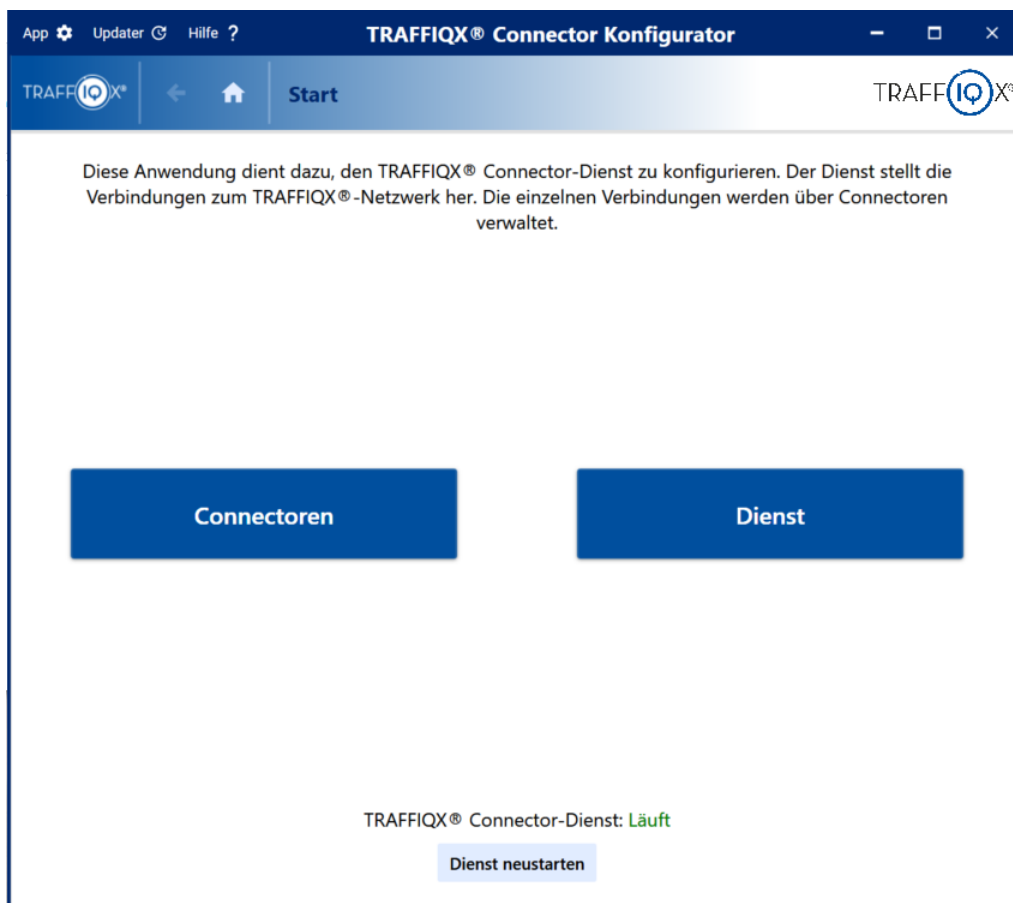 App Updater Hilfe ? TRAFFIQX® Connector Konfigurator
TRAFFIQX® Start TRAFFIQX®
Diese Anwendung dient dazu, den TRAFFIQX® Connector-Dienst zu konfigurieren. Der Dienst stellt die
Verbindungen zum TRAFFIQX®-Netzwerk her. Die einzelnen Verbindungen werden über Connectoren
verwaltet.
Connectoren Dienst
TRAFFIQX® Connector-Dienst: Läuft
Dienst neustarten